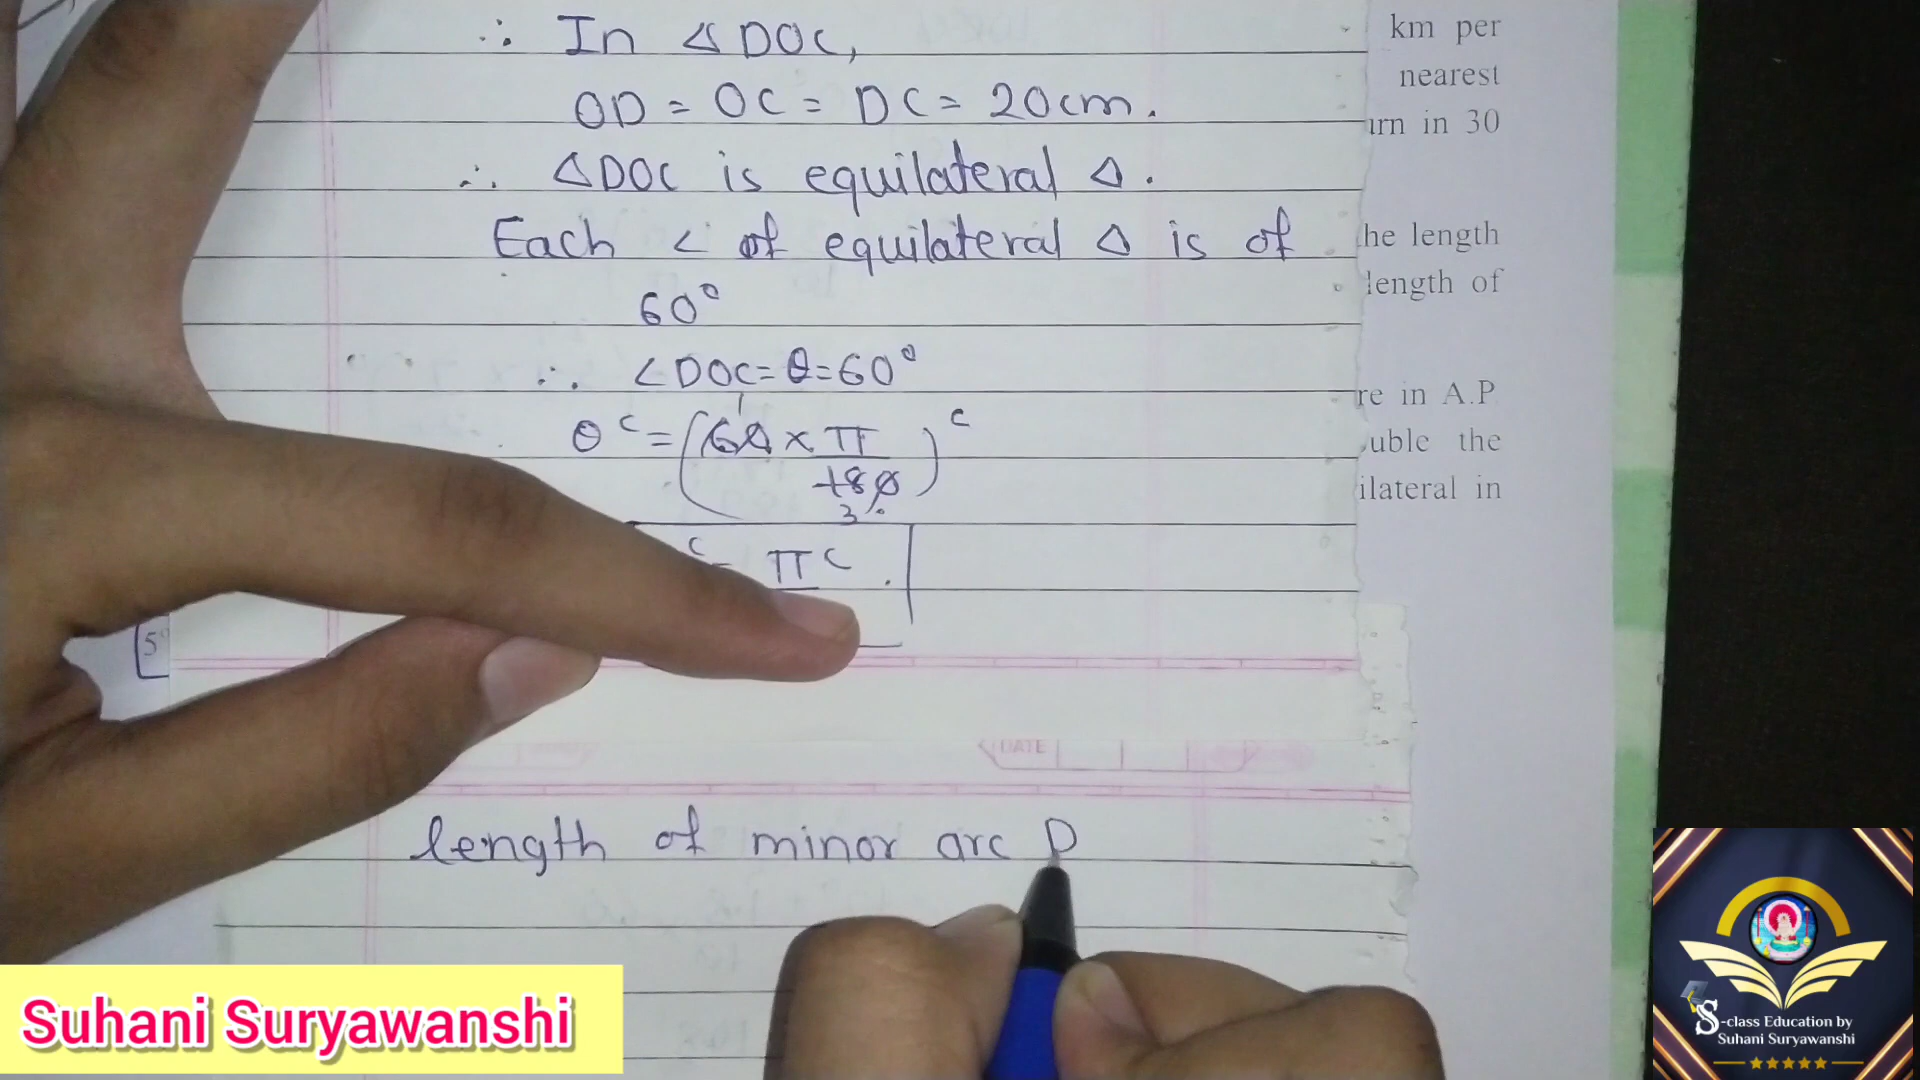 ∴ In △DOC,
OD = OC = DC = 20cm.
∴ △DOC is equilateral △.
Each ∠ of equilateral △ is of
60°
∴ ∠DOC = θ = 60°
θ^c = (60 × π / 180)^c
1
3
c = π^c
length of minor arc D
km per
nearest
urn in 30
he length
length of
re in A.P
uble the
ilateral in
DATE
Suhani Suryawanshi
S-class Education by
Suhani Suryawanshi